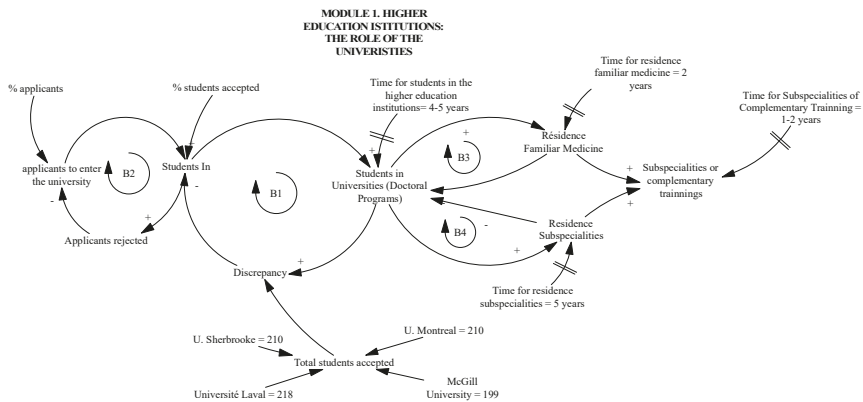 MODULE 1. HIGHER
EDUCATION ISTITUTIONS:
THE ROLE OF THE
UNIVERISTIES
% applicants
% students accepted
Time for students in the
higher education
institutions= 4-5 years
Time for residence
familiar medicine = 2
years
Time for Subspecialities of
Complementary Trainning =
1-2 years
applicants to enter
the university
B2
Students In
+
-
-
+
Applicants rejected
B1
+
Students in
Universities (Doctoral
Programs)
+
B3
Résidence
Familiar Medicine
+
Subspecialities or
complementary
trainnings
+
B4
-
+
Residence
Subspecialities
Discrepancy
+
Time for residence
subspecialities = 5 years
U. Sherbrooke = 210
U. Montreal = 210
Total students accepted
Université Laval = 218
McGill
University = 199